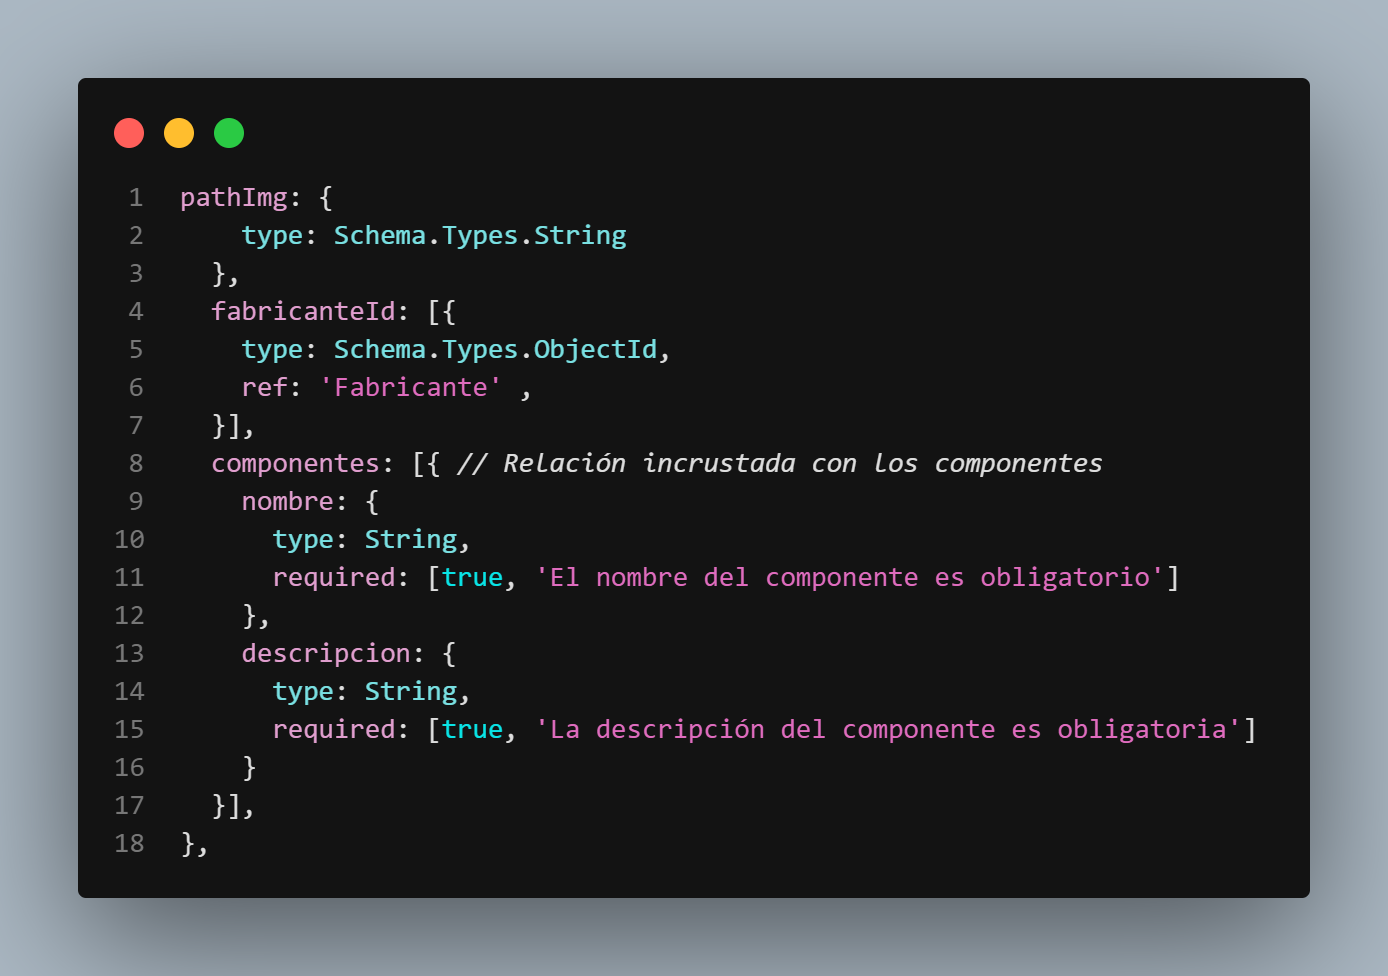 1 pathImg: {
2 type: Schema.Types.String
3 },
4 fabricanteId: [{
5 type: Schema.Types.ObjectId,
6 ref: 'Fabricante' ,
7 }],
8 componentes: [{ // Relación incrustada con los componentes
9 nombre: {
10 type: String,
11 required: [true, 'El nombre del componente es obligatorio']
12 },
13 descripcion: {
14 type: String,
15 required: [true, 'La descripción del componente es obligatoria']
16 }
17 }],
18 },